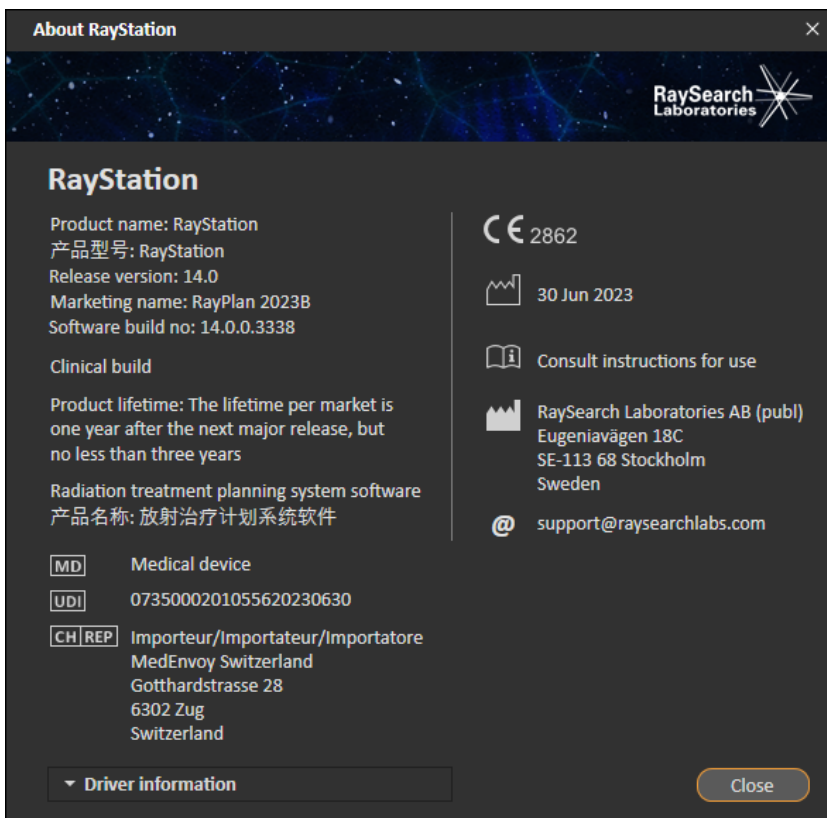 About RayStation
RaySearch
Laboratories
RayStation
Product name: RayStation
产品型号: RayStation
Release version: 14.0
Marketing name: RayPlan 2023B
Software build no: 14.0.0.3338
Clinical build
Product lifetime: The lifetime per market is
one year after the next major release, but
no less than three years
Radiation treatment planning system software
产品名称: 放射治疗计划系统软件
CE 2862
30 Jun 2023
Consult instructions for use
RaySearch Laboratories AB (publ)
Eugeniavägen 18C
SE-113 68 Stockholm
Sweden
@ support@raysearchlabs.com
MD Medical device
UDI 0735000201055620230630
CH REP Importeur/Importateur/Importatore
MedEnvoy Switzerland
Gotthardstrasse 28
6302 Zug
Switzerland
Driver information
Close